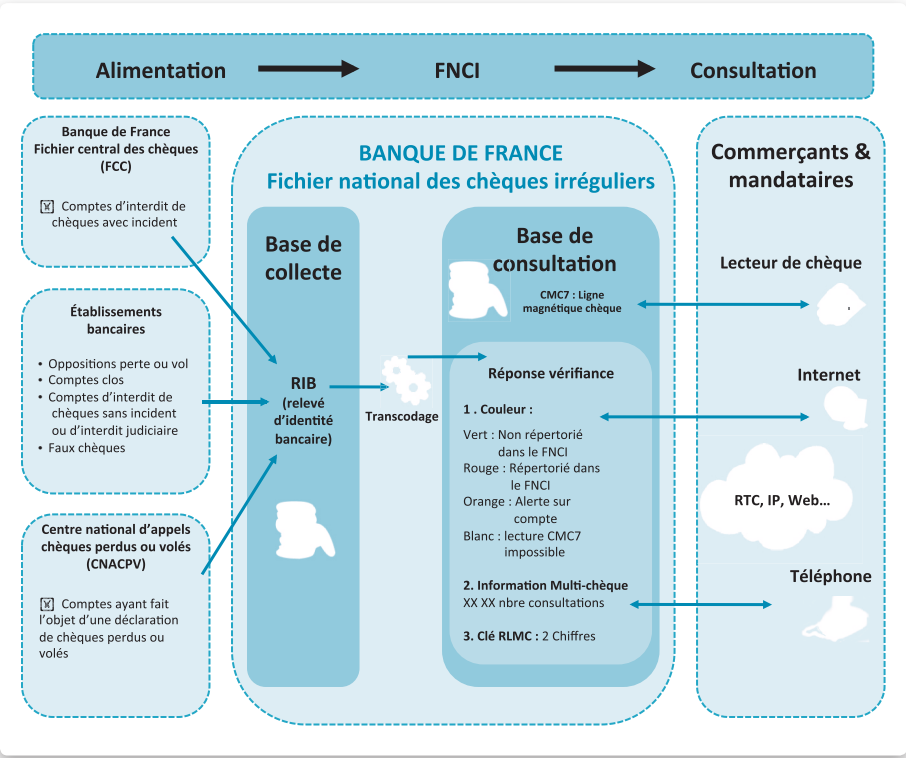 Alimentation
FNCI
Consultation
Banque de France
Fichier central des chèques
(FCC)
Comptes d’interdit de
chèques avec incident
Établissements
bancaires
• Oppositions perte ou vol
• Comptes clos
• Comptes d’interdit de
chèques sans incident
ou d’interdit judiciaire
• Faux chèques
Centre national d’appels
chèques perdus ou volés
(CNACPV)
Comptes ayant fait
l’objet d’une déclaration
de chèques perdus ou
volés
BANQUE DE FRANCE
Fichier national des chèques irréguliers
Base de
collecte
RIB
(relevé
d’identité
bancaire)
Transcodage
Base de
consultation
CMC7 : Ligne
magnétique chèque
Réponse vérifiance
1 . Couleur :
Vert : Non répertorié
dans le FNCI
Rouge : Répertorié dans
le FNCI
Orange : Alerte sur
compte
Blanc : lecture CMC7
impossible
2. Information Multi-chèque
XX XX nbre consultations
3. Clé RLMC : 2 Chiffres
Commerçants &
mandataires
Lecteur de chèque
Internet
RTC, IP, Web…
Téléphone